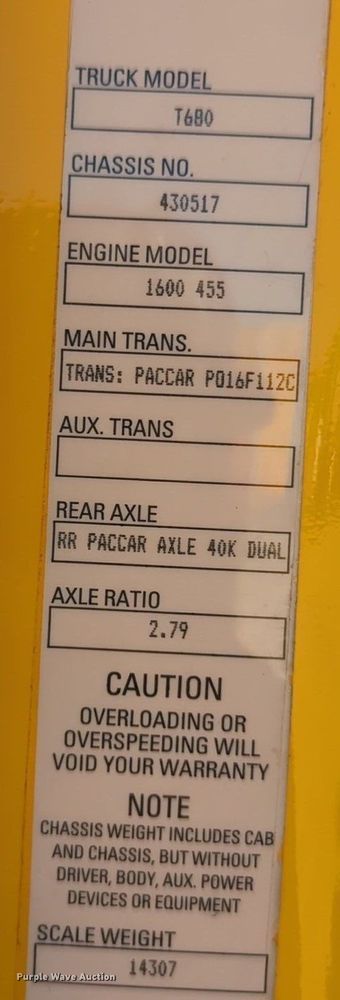 TRUCK MODEL
T680
CHASSIS NO.
430517
ENGINE MODEL
1600 455
MAIN TRANS.
TRANS: PACCAR PO16F112C
AUX. TRANS
REAR AXLE
RR PACCAR AXLE 40K DUAL
AXLE RATIO
2.79
CAUTION
OVERLOADING OR
OVERSPEEDING WILL
VOID YOUR WARRANTY
NOTE
CHASSIS WEIGHT INCLUDES CAB
AND CHASSIS, BUT WITHOUT
DRIVER, BODY, AUX. POWER
DEVICES OR EQUIPMENT
SCALE WEIGHT
14307
Purple Wave Auction